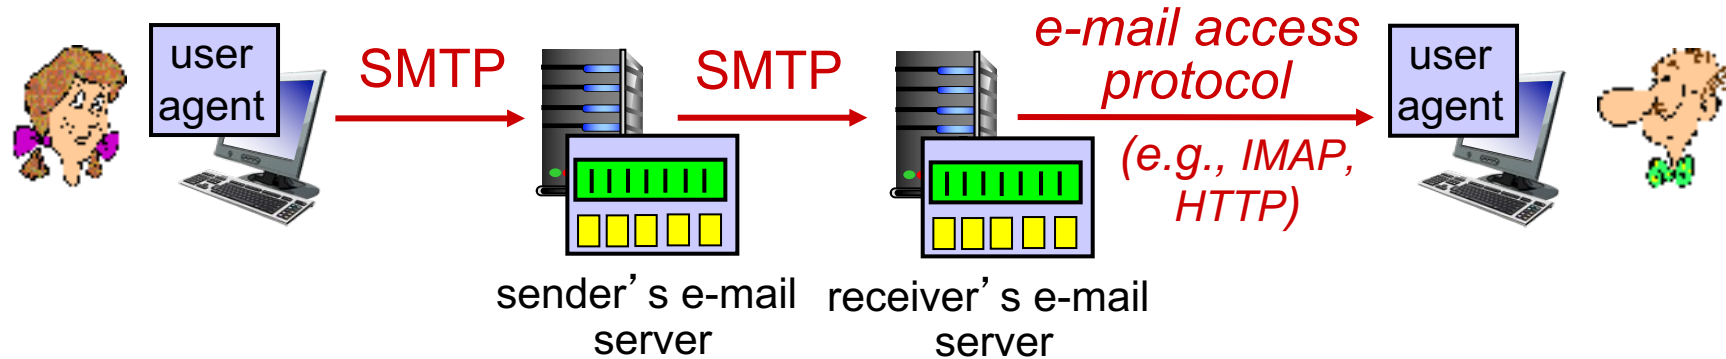 user
agent
SMTP
SMTP
e-mail access
protocol
(e.g., IMAP,
HTTP)
user
agent
sender’s e-mail
server
receiver’s e-mail
server